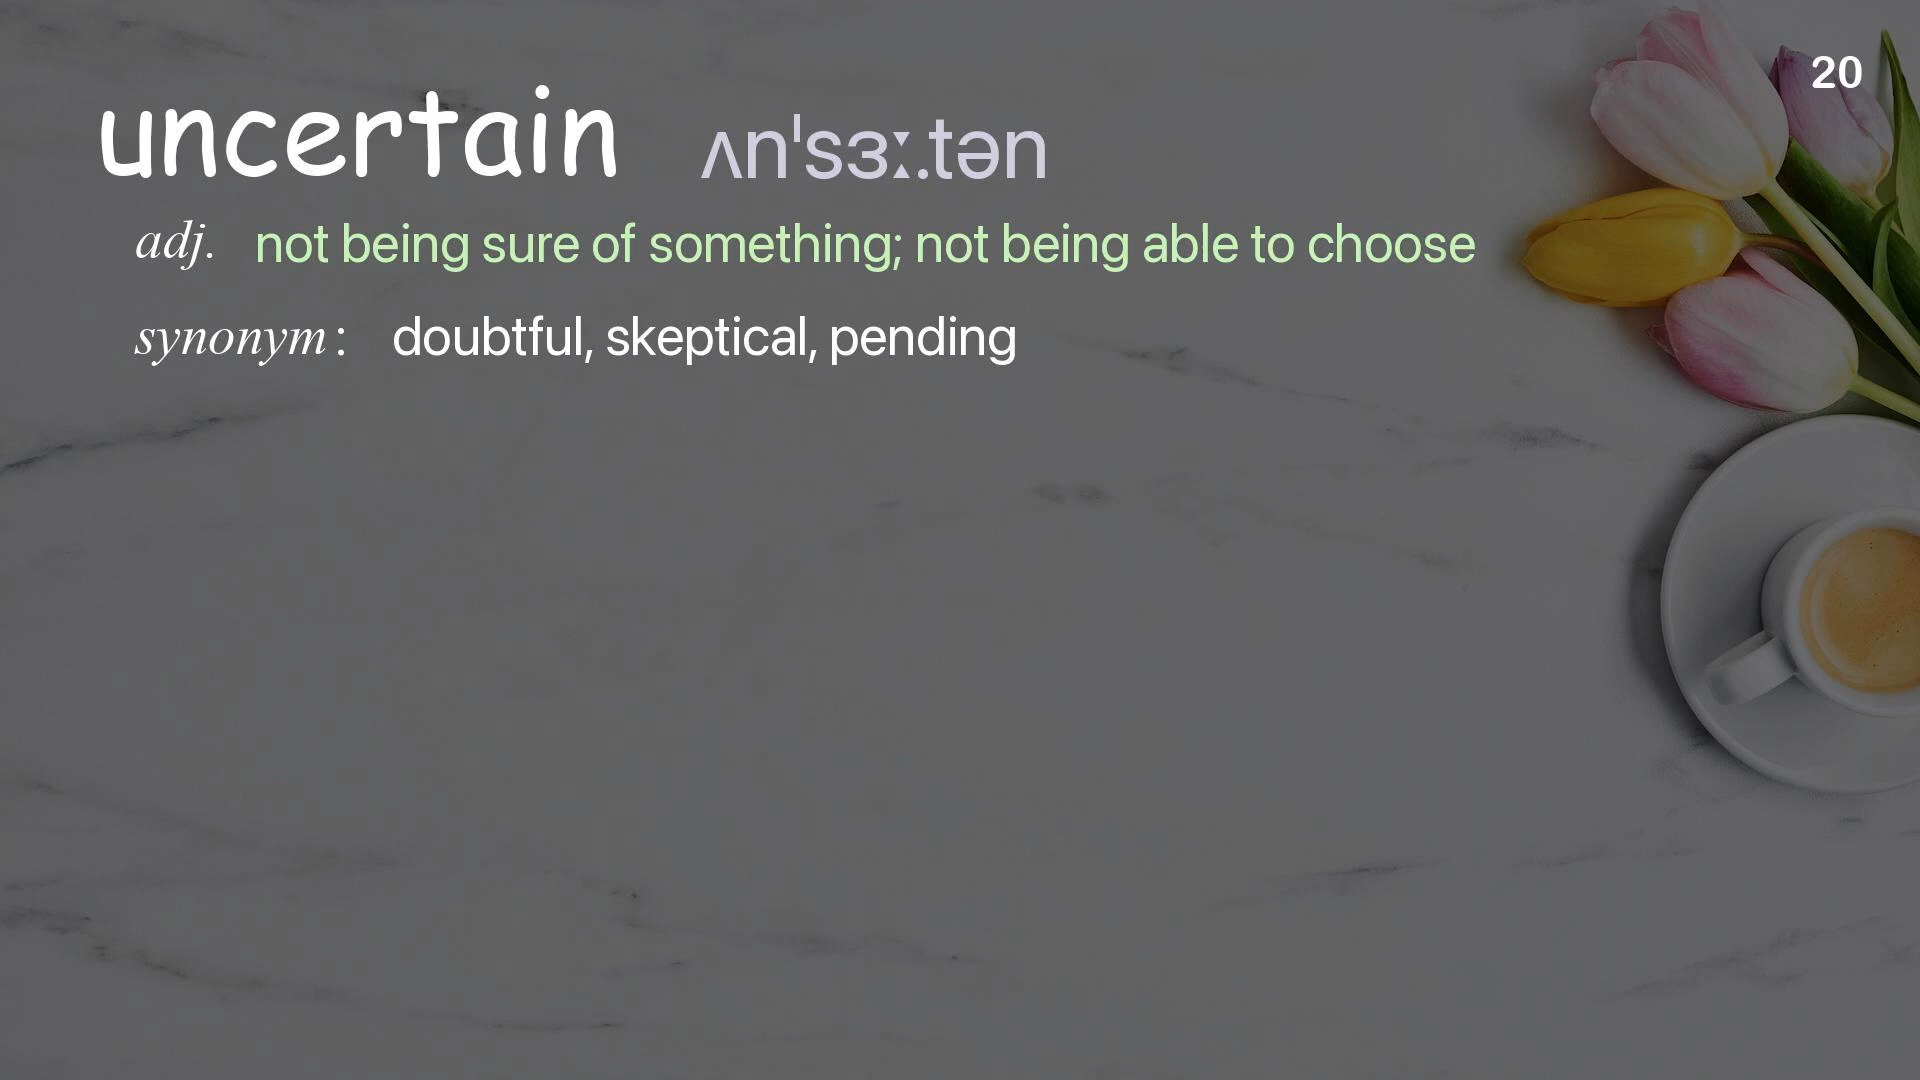 20
uncertain ʌnˈsɜː.tən
adj. not being sure of something; not being able to choose
synonym : doubtful, skeptical, pending